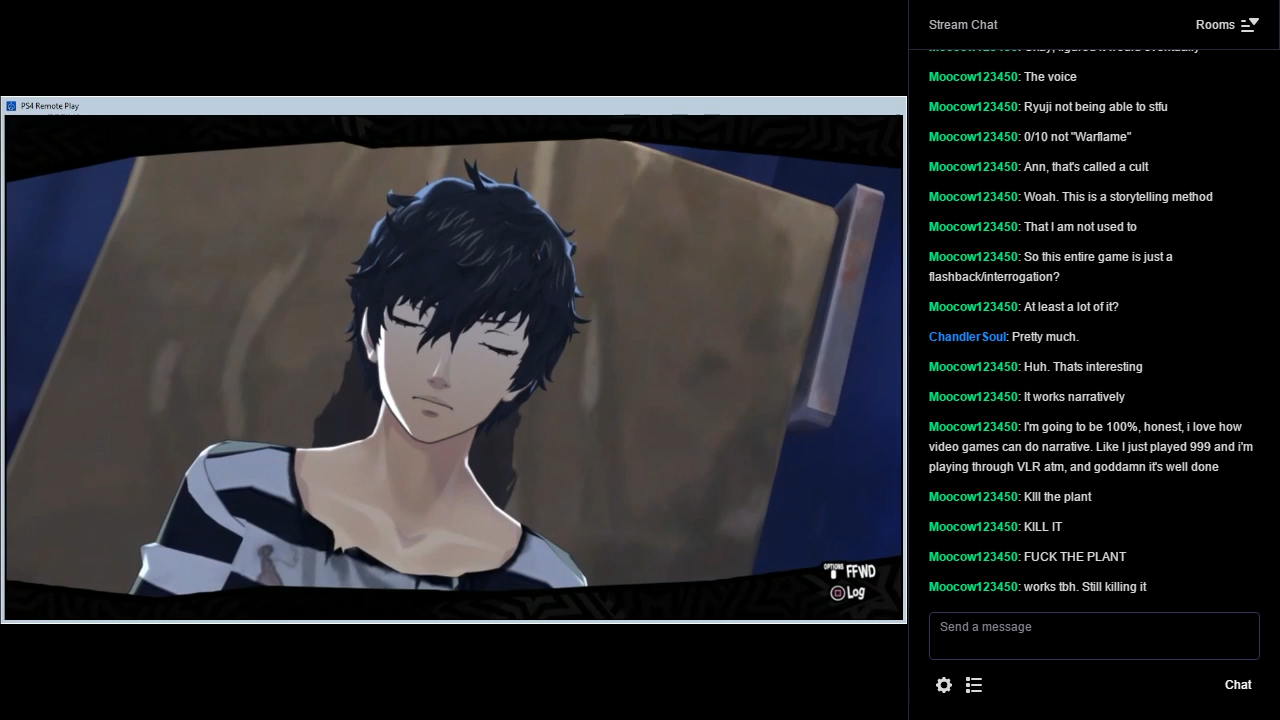 Stream Chat
Rooms
PS4 Remote Play
OPTIONS
FFWD
Log
Moocow123450: The voice
Moocow123450: Ryuji not being able to stfu
Moocow123450: 0/10 not "Warflame"
Moocow123450: Ann, that's called a cult
Moocow123450: Woah. This is a storytelling method
Moocow123450: That I am not used to
Moocow123450: So this entire game is just a
flashback/interrogation?
Moocow123450: At least a lot of it?
ChandlerSoul: Pretty much.
Moocow123450: Huh. Thats interesting
Moocow123450: It works narratively
Moocow123450: I'm going to be 100%, honest, i love how
video games can do narrative. Like I just played 999 and i'm
playing through VLR atm, and goddamn it's well done
Moocow123450: KIll the plant
Moocow123450: KILL IT
Moocow123450: FUCK THE PLANT
Moocow123450: works tbh. Still killing it
Send a message
Chat